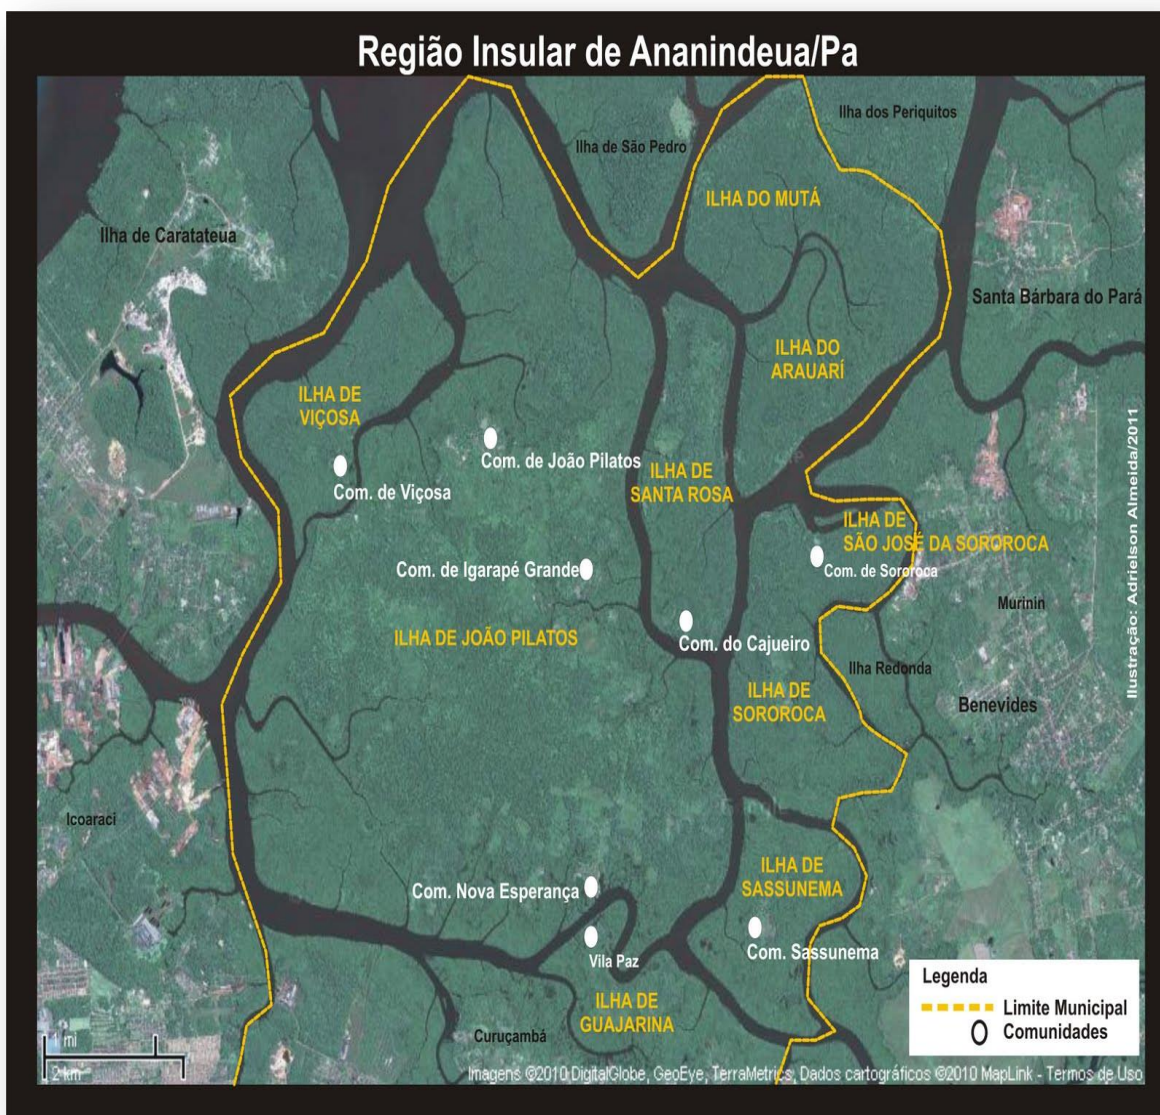 Região Insular de Ananindeua/Pa
Ilha dos Periquitos
Ilha de São Pedro
ILHA DO MUTÁ
Ilha de Caratateua
Santa Bárbara do Pará
ILHA DO
ARAUARÍ
ILHA DE
VIÇOSA
Com. de João Pilatos
Com. de Viçosa
ILHA DE
SANTA ROSA
ILHA DE
SÃO JOSÉ DA SOROROCA
Com. de Igarapé Grande
Com. de Sororoca
Murinin
ILHA DE JOÃO PILATOS
Com. do Cajueiro
Ilha Redonda
ILHA DE
SOROROCA
Benevides
Ilustração: Adrielson Almeida/2011
Icoaraci
ILHA DE
SASSUNEMA
Com. Nova Esperança
Com. Sassunema
Vila Paz
ILHA DE
GUAJARINA
Curuçambá
Legenda
Limite Municipal
Comunidades
1 mi
2 km
Imagens ©2010 DigitalGlobe, GeoEye, TerraMetrics, Dados cartográficos ©2010 MapLink - Termos de Uso